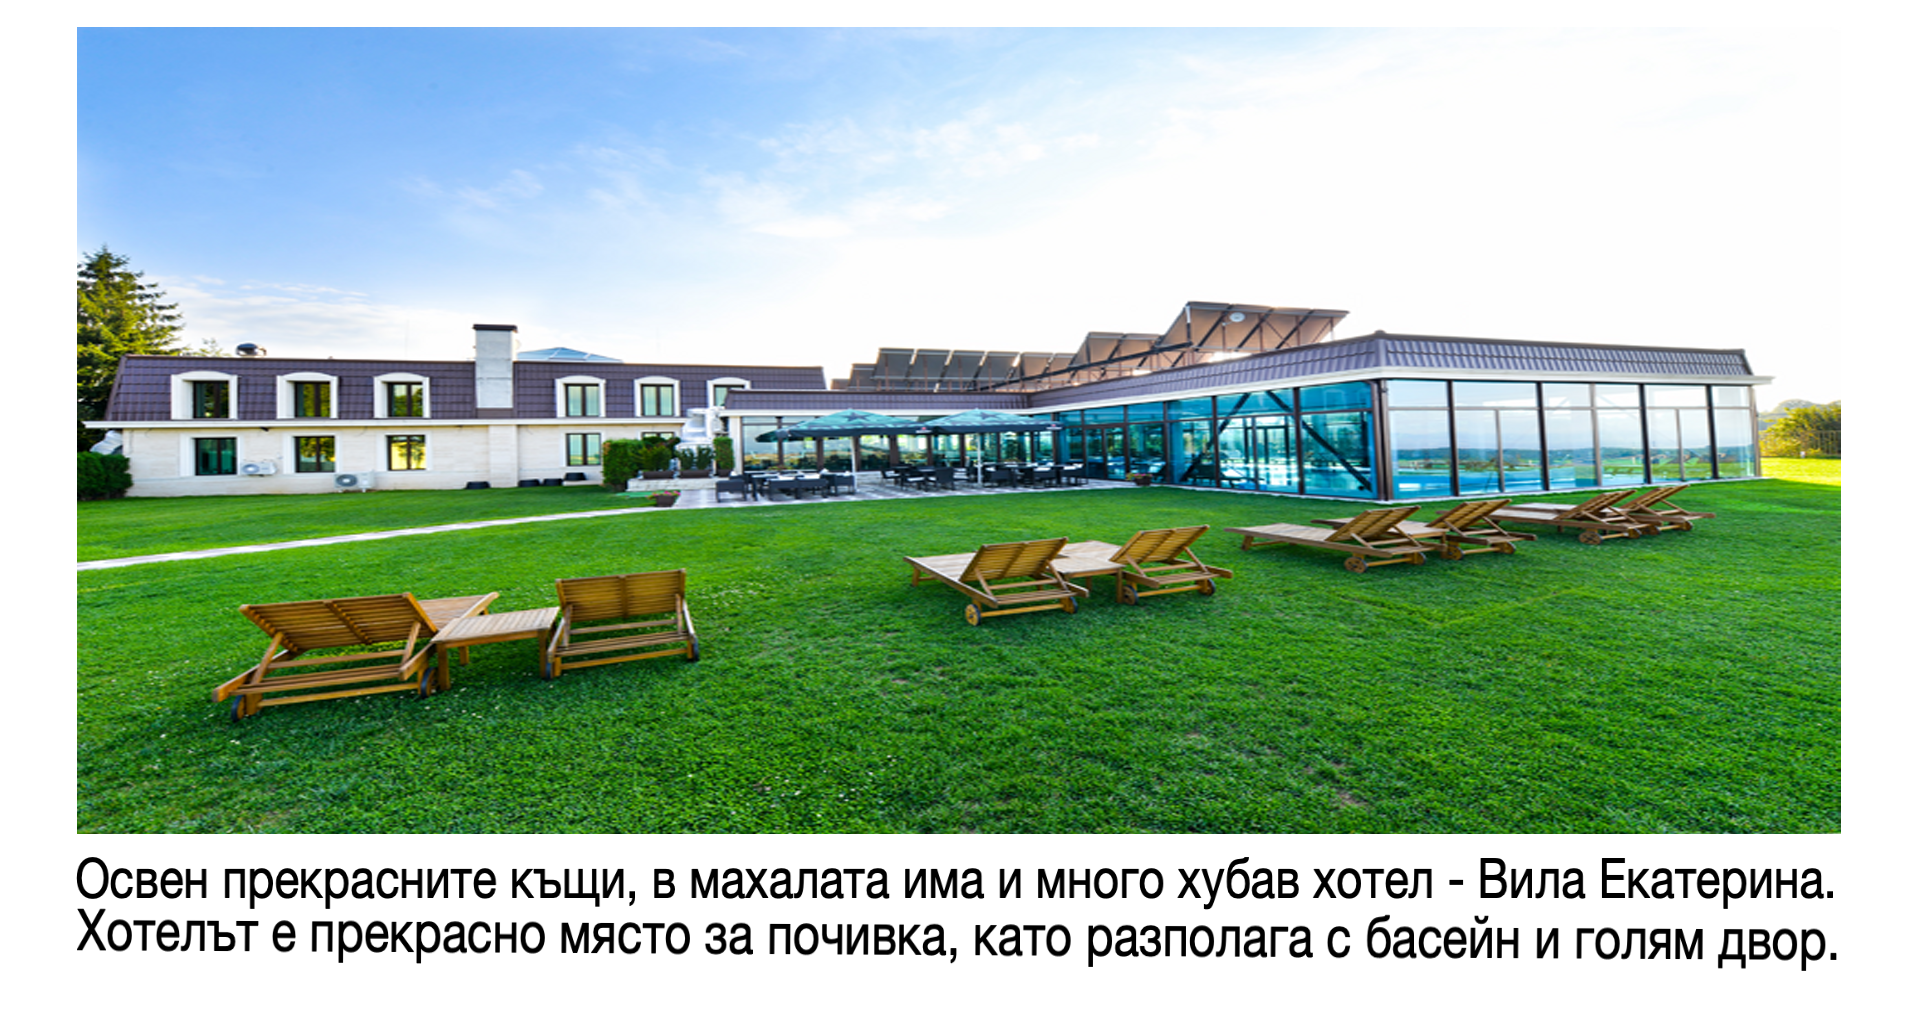 Освен прекрасните къщи, в махалата има и много хубав хотел - Вила Екатерина.
Хотелът е прекрасно място за почивка, като разполага с басейн и голям двор.